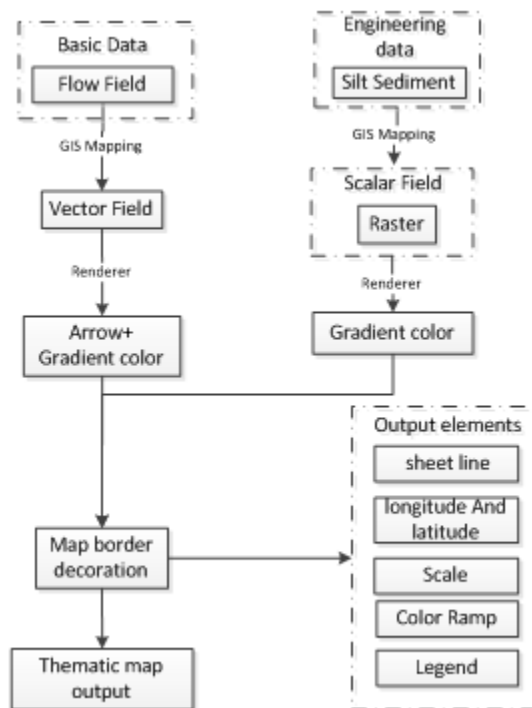 Basic Data
Flow Field
GIS Mapping
Vector Field
Renderer
Arrow+
Gradient color
Engineering
data
Silt Sediment
GIS Mapping
Scalar Field
Raster
Renderer
Gradient color
Map border
decoration
Thematic map
output
Output elements
sheet line
longitude And
latitude
Scale
Color Ramp
Legend